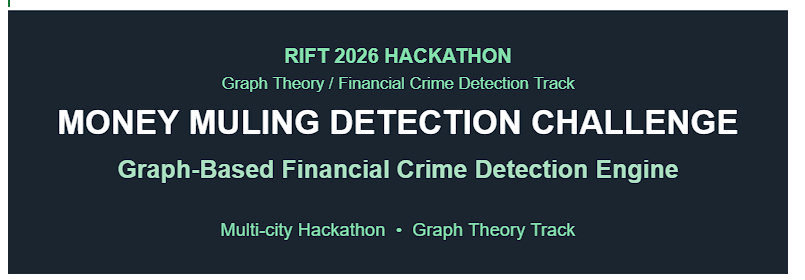 RIFT 2026 HACKATHON
Graph Theory / Financial Crime Detection Track
MONEY MULING DETECTION CHALLENGE
Graph-Based Financial Crime Detection Engine
Multi-city Hackathon • Graph Theory Track